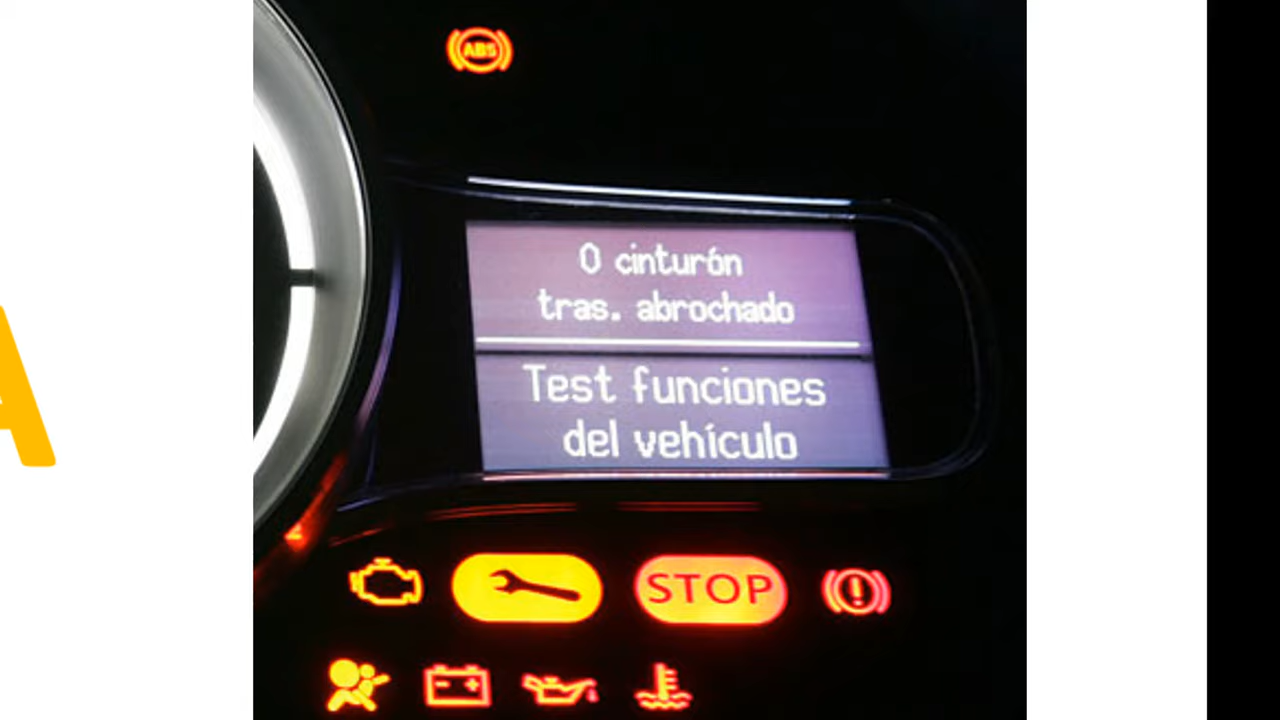 ABS
0 cinturón
tras. abrochado
Test funciones
del vehículo
STOP
A